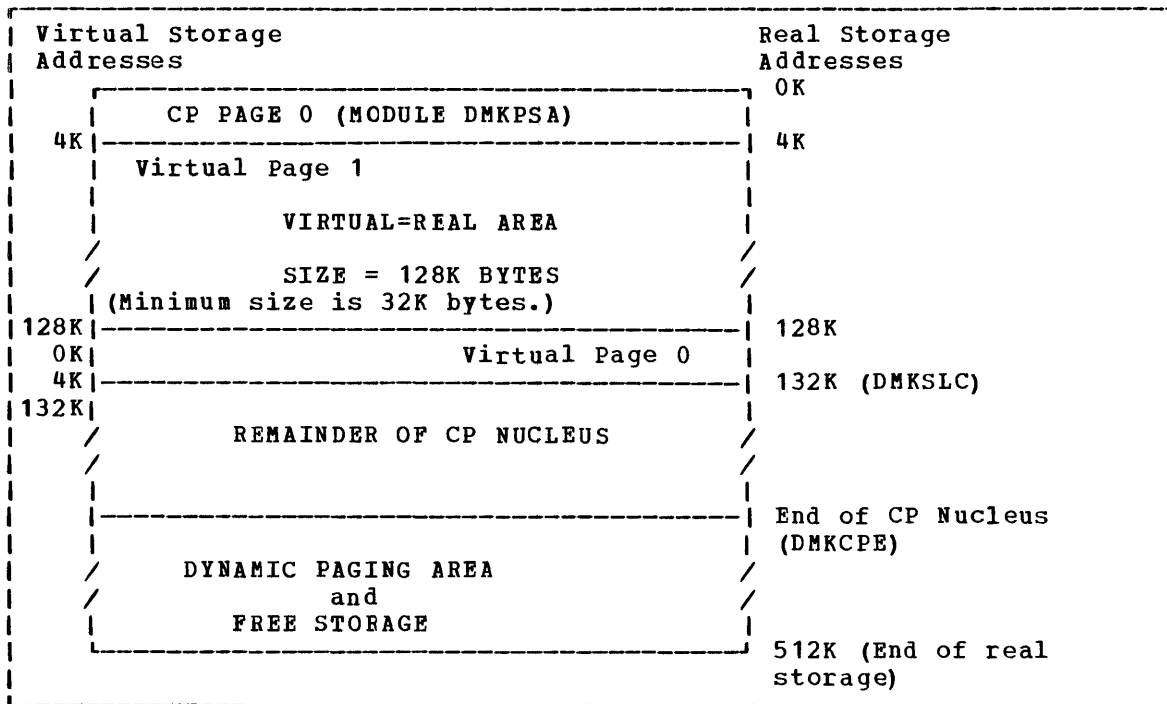 Virtual Storage Real Storage
Addresses Addresses
0K
CP PAGE 0 (MODULE DMKPSA)
4K 4K
Virtual Page 1
VIRTUAL=REAL AREA
SIZE = 128K BYTES
(Minimum size is 32K bytes.)
128K 128K
0K Virtual Page 0
4K 132K (DMKSLC)
132K
REMAINDER OF CP NUCLEUS
End of CP Nucleus
(DMKCPE)
DYNAMIC PAGING AREA
and
FREE STORAGE
512K (End of real
storage)